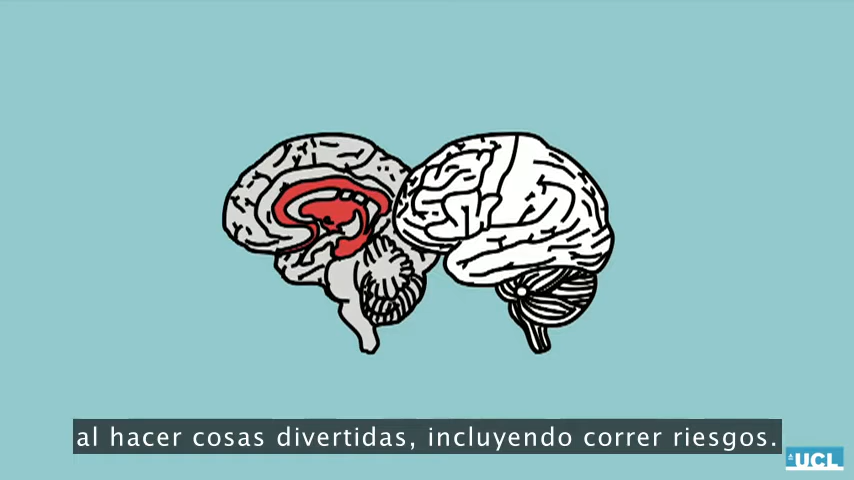 al hacer cosas divertidas, incluyendo correr riesgos.
UCL